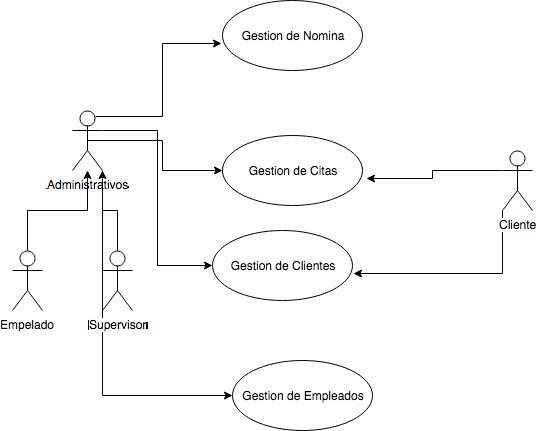 Gestion de Nomina
Gestion de Citas
Administrativos
Cliente
Gestion de Clientes
Empelado
Supervisor
Gestion de Empleados